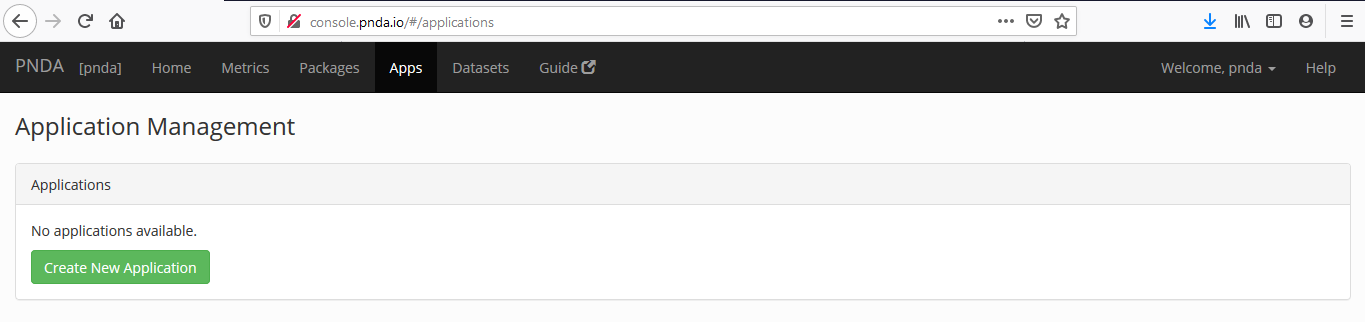 console.pnda.io/#/applications
PNDA [pnda] Home Metrics Packages Apps Datasets Guide Welcome, pnda Help
Application Management
Applications
No applications available.
Create New Application